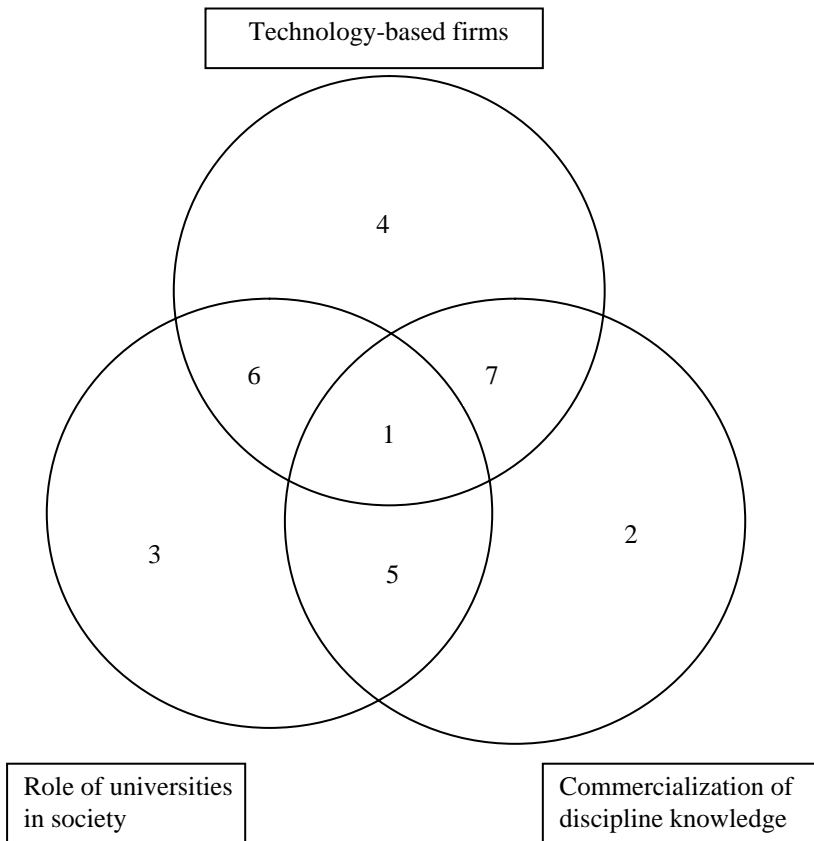 Technology-based firms
4
6
7
1
3
5
2
Role of universities
in society
Commercialization of
discipline knowledge